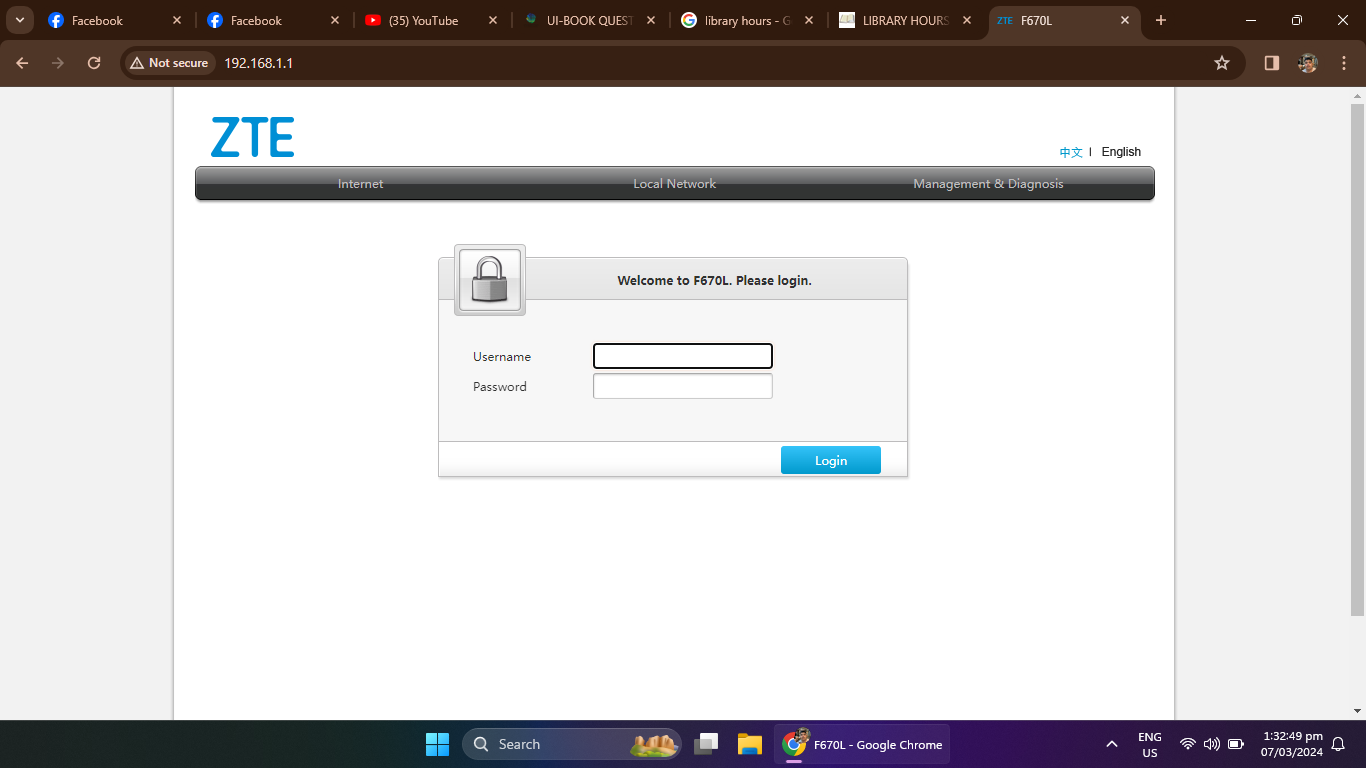 Facebook
Facebook
(35) YouTube
UI-BOOK QUEST
library hours - G
LIBRARY HOURS
ZTE F670L
Not secure 192.168.1.1
ZTE
中文 | English
Internet Local Network Management & Diagnosis
Welcome to F670L. Please login.
Username
Password
Login
Search
F670L - Google Chrome
ENG
US
1:32:49 pm
07/03/2024